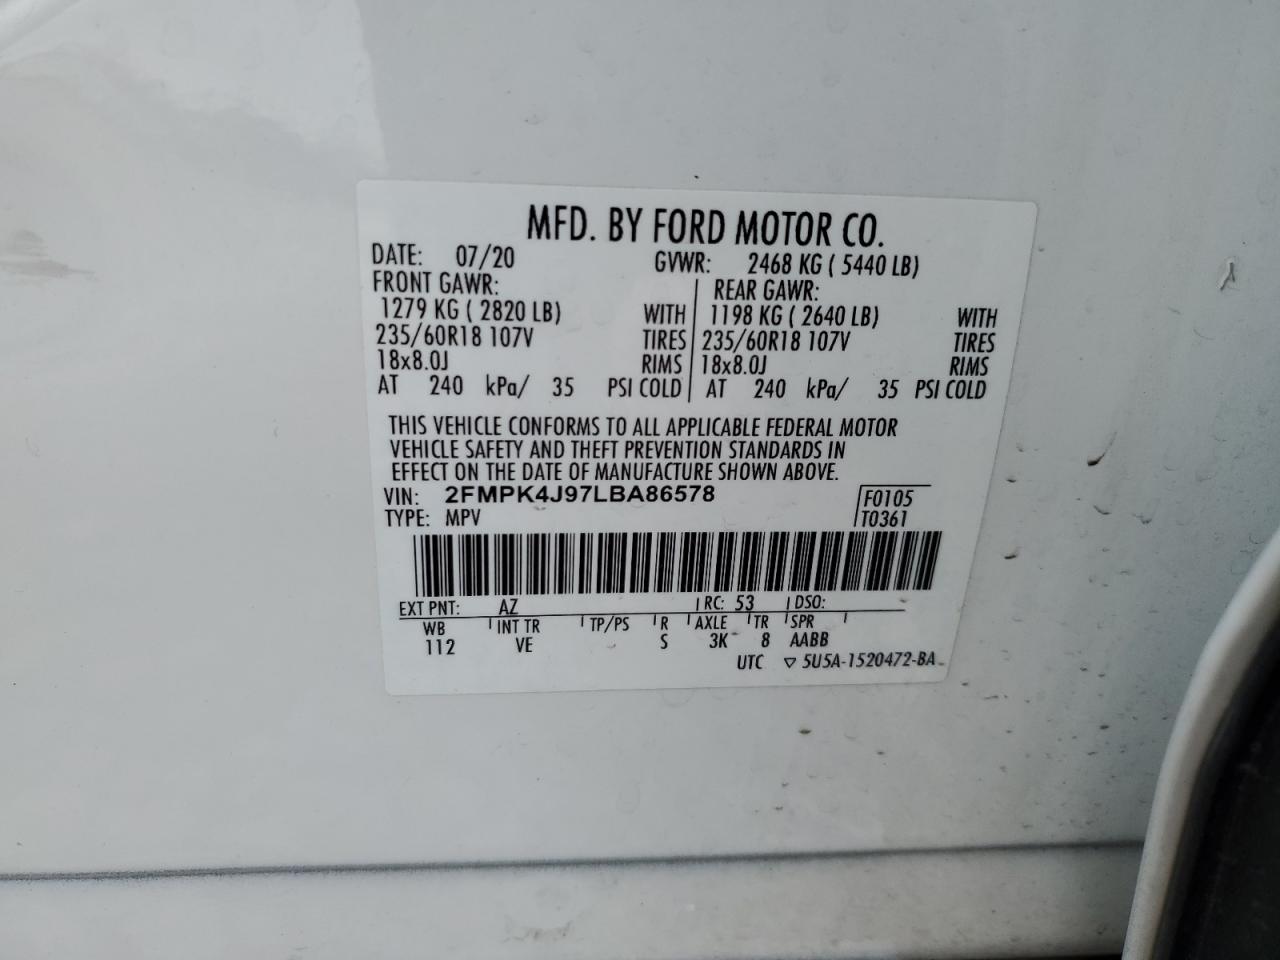 MFD. BY FORD MOTOR CO.
DATE: 07/20 GVWR: 2468 KG ( 5440 LB)
FRONT GAWR: REAR GAWR:
1279 KG ( 2820 LB) WITH 1198 KG ( 2640 LB) WITH
235/60R18 107V TIRES 235/60R18 107V TIRES
18x8.0J RIMS 18x8.0J RIMS
AT 240 kPa/ 35 PSI COLD AT 240 kPa/ 35 PSI COLD
THIS VEHICLE CONFORMS TO ALL APPLICABLE FEDERAL MOTOR
VEHICLE SAFETY AND THEFT PREVENTION STANDARDS IN
EFFECT ON THE DATE OF MANUFACTURE SHOWN ABOVE.
VIN: 2FMPK4J97LBA86578 F0105
TYPE: MPV T0361
EXT PNT: AZ RC: 53 DSO:
WB INT TR TP/PS R AXLE TR SPR
112 VE S 3K 8 AABB
UTC ▽ 5U5A-1520472-BA